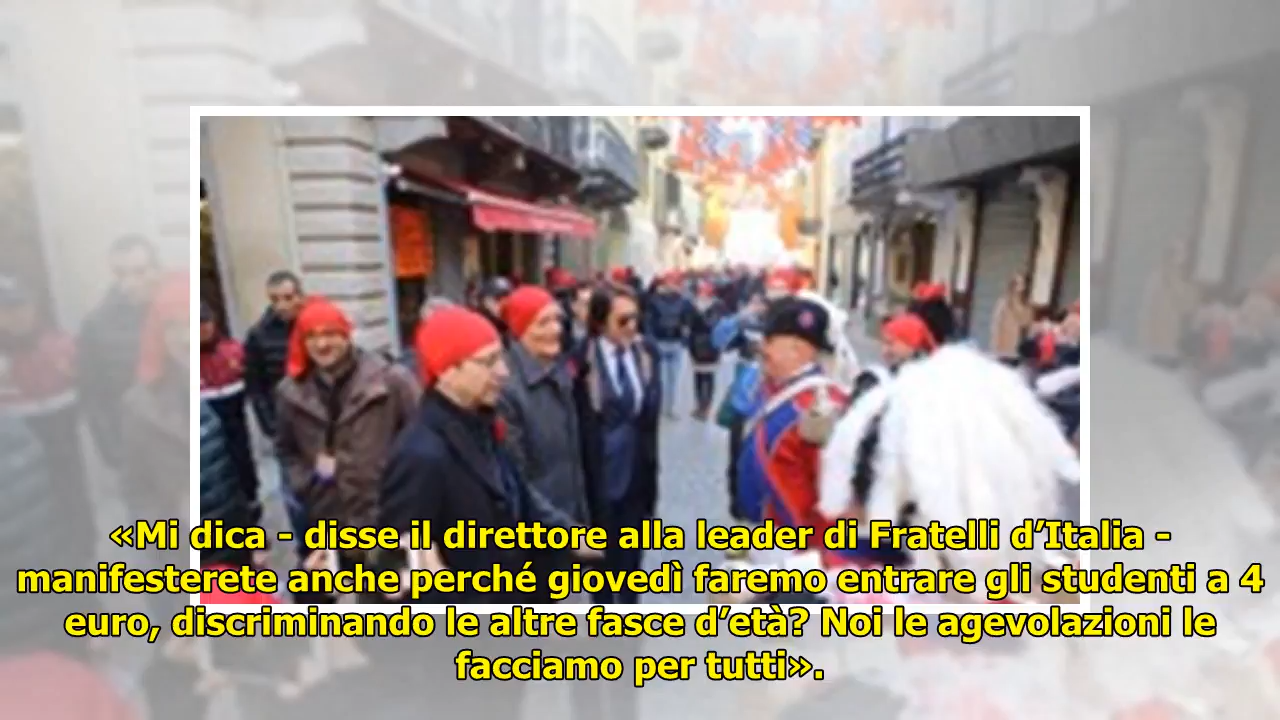 «Mi dica - disse il direttore alla leader di Fratelli d’Italia -
manifesterete anche perché giovedì faremo entrare gli studenti a 4
euro, discriminando le altre fasce d’età? Noi le agevolazioni le
facciamo per tutti».